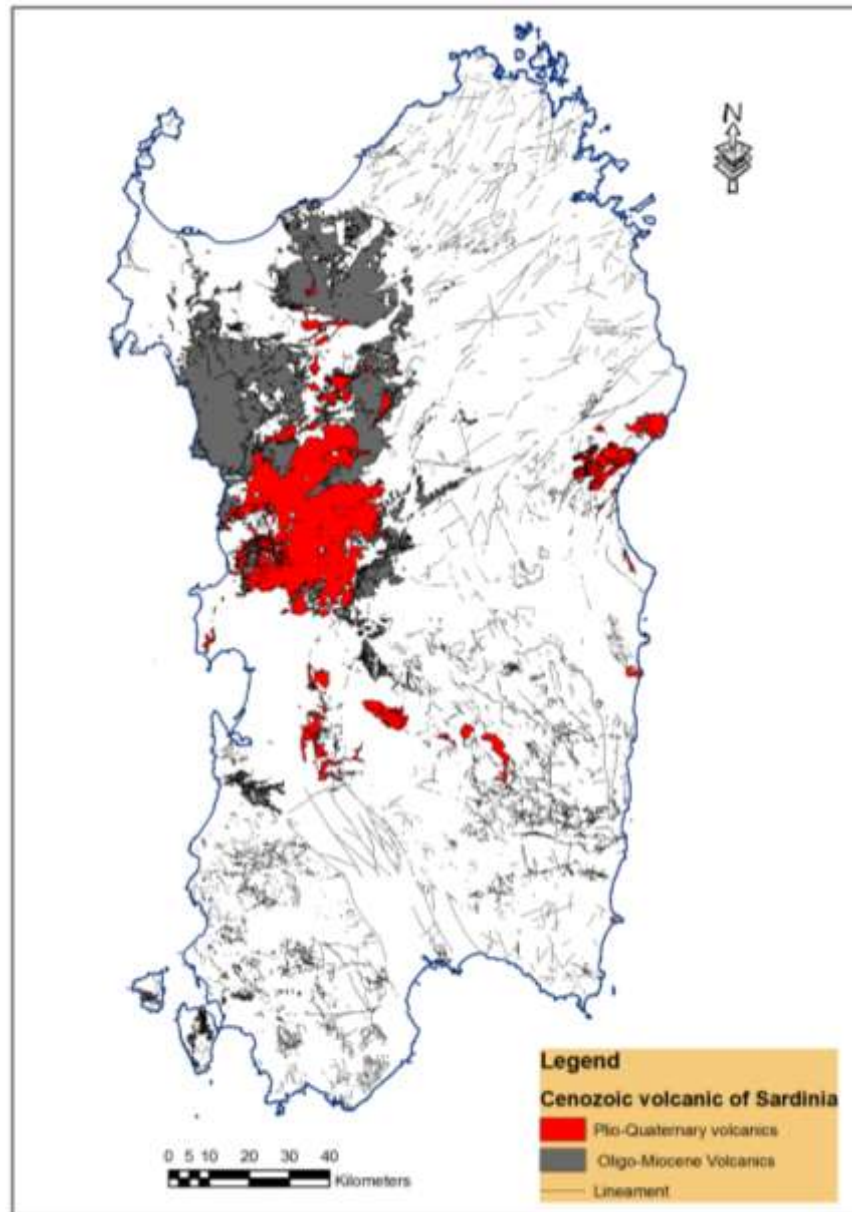 N
Legend
Cenozoic volcanic of Sardinia
Plio-Quaternary volcanics
Oligo-Miocene Volcanics
Lineament
0 5 10 20 30 40
Kilometers